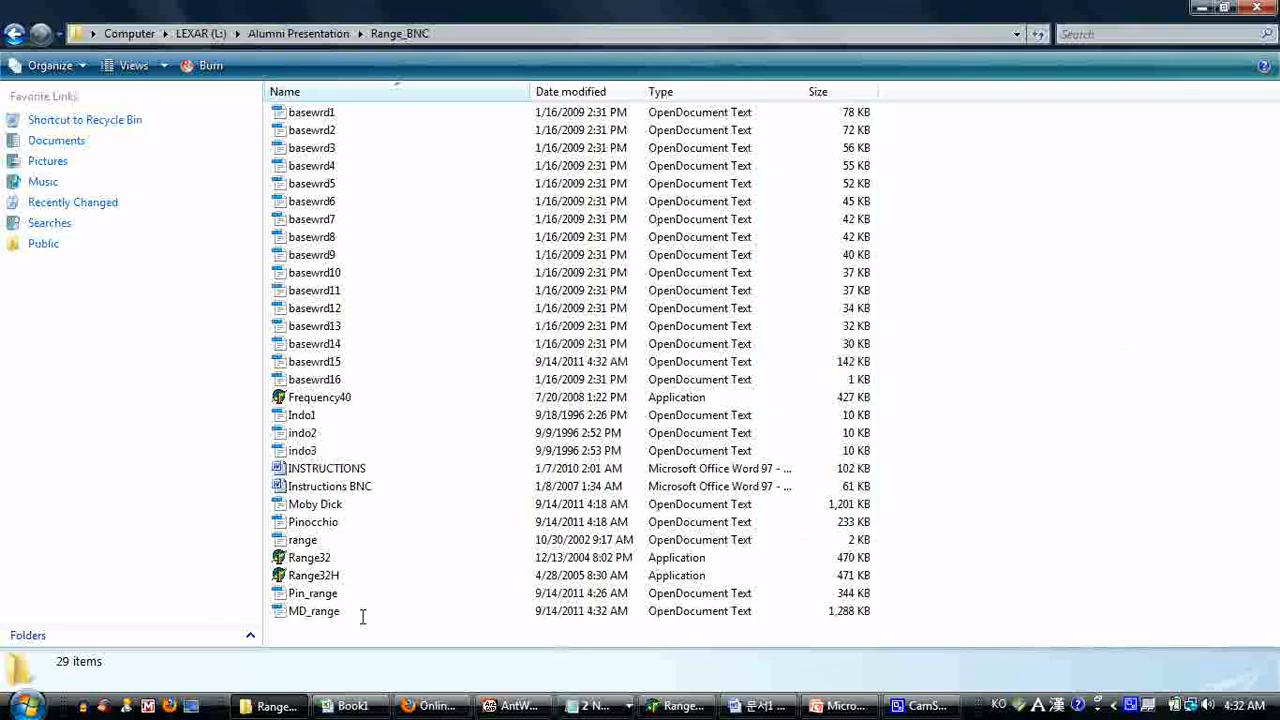 Computer LEXAR (L:) Alumni Presentation Range_BNC Search
Organize Views Burn
Favorite Links
Shortcut to Recycle Bin
Documents
Pictures
Music
Recently Changed
Searches
Public
Folders
Name Date modified Type Size
basewrd1 1/16/2009 2:31 PM OpenDocument Text 78 KB
basewrd2 1/16/2009 2:31 PM OpenDocument Text 72 KB
basewrd3 1/16/2009 2:31 PM OpenDocument Text 56 KB
basewrd4 1/16/2009 2:31 PM OpenDocument Text 55 KB
basewrd5 1/16/2009 2:31 PM OpenDocument Text 52 KB
basewrd6 1/16/2009 2:31 PM OpenDocument Text 45 KB
basewrd7 1/16/2009 2:31 PM OpenDocument Text 42 KB
basewrd8 1/16/2009 2:31 PM OpenDocument Text 42 KB
basewrd9 1/16/2009 2:31 PM OpenDocument Text 40 KB
basewrd10 1/16/2009 2:31 PM OpenDocument Text 37 KB
basewrd11 1/16/2009 2:31 PM OpenDocument Text 37 KB
basewrd12 1/16/2009 2:31 PM OpenDocument Text 34 KB
basewrd13 1/16/2009 2:31 PM OpenDocument Text 32 KB
basewrd14 1/16/2009 2:31 PM OpenDocument Text 30 KB
basewrd15 9/14/2011 4:32 AM OpenDocument Text 142 KB
basewrd16 1/16/2009 2:31 PM OpenDocument Text 1 KB
Frequency40 7/20/2008 1:22 PM Application 427 KB
Indo1 9/18/1996 2:26 PM OpenDocument Text 10 KB
indo2 9/9/1996 2:52 PM OpenDocument Text 10 KB
indo3 9/9/1996 2:53 PM OpenDocument Text 10 KB
INSTRUCTIONS 1/7/2010 2:01 AM Microsoft Office Word 97 - ... 102 KB
Instructions BNC 1/8/2007 1:34 AM Microsoft Office Word 97 - ... 61 KB
Moby Dick 9/14/2011 4:18 AM OpenDocument Text 1,201 KB
Pinocchio 9/14/2011 4:18 AM OpenDocument Text 233 KB
range 10/30/2002 9:17 AM OpenDocument Text 2 KB
Range32 12/13/2004 8:02 PM Application 470 KB
Range32H 4/28/2005 8:30 AM Application 471 KB
Pin_range 9/14/2011 4:26 AM OpenDocument Text 344 KB
MD_range 9/14/2011 4:32 AM OpenDocument Text 1,288 KB
29 items
Range... Book1 Onlin... AntW... 2 N... Range... 문서1 ... Micro... CamS... KO A 漢 4:32 AM